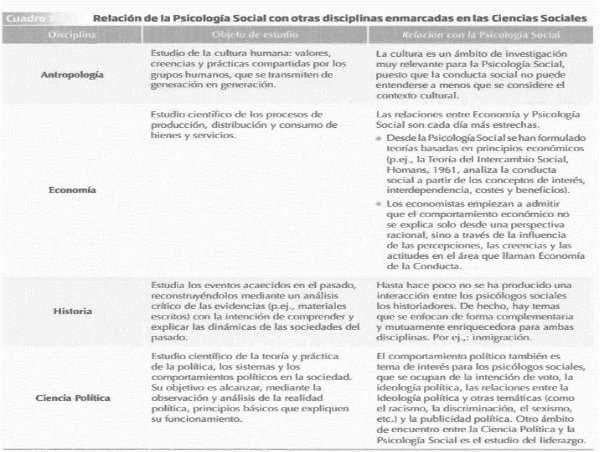 Cuadro Relación de la Psicología Social con otras disciplinas enmarcadas en las Ciencias Sociales
Disciplina Objeto de estudio Relación con la Psicología Social
Antropología
Estudio de la cultura humana: valores,
creencias y prácticas compartidas por los
grupos humanos, que se transmiten de
generación en generación.
La cultura es un ámbito de investigación
muy relevante para la Psicología Social,
puesto que la conducta social no puede
entenderse a menos que se considere el
contexto cultural.
Economía
Estudio científico de los procesos de
producción, distribución y consumo de
bienes y servicios.
Las relaciones entre Economía y Psicología
Social son cada día más estrechas.
• Desde la Psicología Social se han formulado
teorías basadas en principios económicos
(p.ej., la Teoría del Intercambio Social,
Homans, 1961, analiza la conducta
social a partir de los conceptos de interés,
interdependencia, costes y beneficios).
• Los economistas empiezan a admitir
que el comportamiento económico no
se explica solo desde una perspectiva
racional, sino a través de la influencia
de las percepciones, las creencias y las
actitudes en el área que llaman Economía
de la Conducta.
Historia
Estudia los eventos acaecidos en el pasado,
reconstruyéndolos mediante un análisis
crítico de las evidencias (p.ej., materiales
escritos) con la intención de comprender y
explicar las dinámicas de las sociedades del
pasado.
Hasta hace poco no se ha producido una
interacción entre los psicólogos sociales
los historiadores. De hecho, hay temas
que se enfocan de forma complementaria
y mutuamente enriquecedora para ambas
disciplinas. Por ej.,: inmigración.
Ciencia Política
Estudio científico de la teoría y práctica
de la política, los sistemas y los
comportamientos políticos en la sociedad.
Su objetivo es alcanzar, mediante la
observación y análisis de la realidad
política, principios básicos que expliquen
su funcionamiento.
El comportamiento político también es
tema de interés para los psicólogos sociales,
que se ocupan de la intención de voto, la
ideología política, las relaciones entre la
ideología política y otras temáticas (como
el racismo, la discriminación, el sexismo,
etc.) y la publicidad política. Otro ámbito
de encuentro entre la Ciencia Política y la
Psicología Social es el estudio del liderazgo.